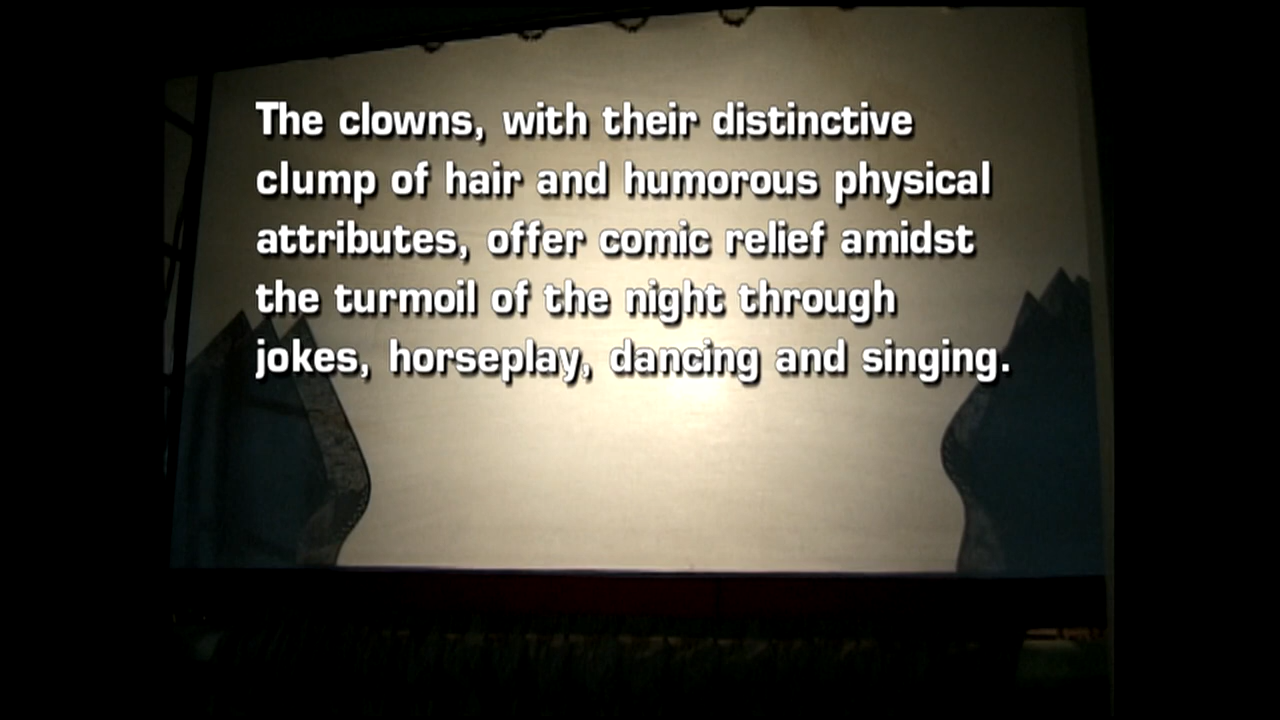 The clowns, with their distinctive
clump of hair and humorous physical
attributes, offer comic relief amidst
the turmoil of the night through
jokes, horseplay, dancing and singing.